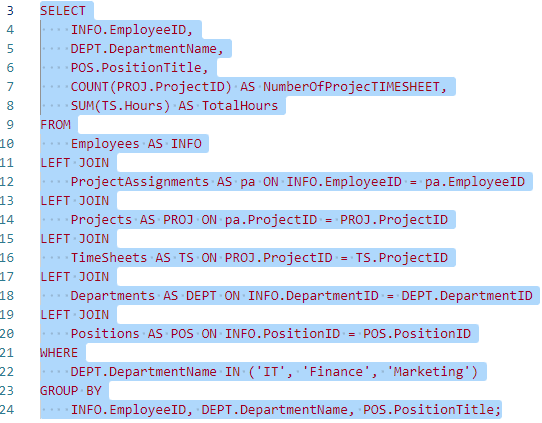 3 SELECT
4 INFO.EmployeeID,
5 DEPT.DepartmentName,
6 POS.PositionTitle,
7 COUNT(PROJ.ProjectID) AS NumberOfProjecTIMESHEET,
8 SUM(TS.Hours) AS TotalHours
9 FROM
10 Employees AS INFO
11 LEFT JOIN
12 ProjectAssignments AS pa ON INFO.EmployeeID = pa.EmployeeID
13 LEFT JOIN
14 Projects AS PROJ ON pa.ProjectID = PROJ.ProjectID
15 LEFT JOIN
16 TimeSheets AS TS ON PROJ.ProjectID = TS.ProjectID
17 LEFT JOIN
18 Departments AS DEPT ON INFO.DepartmentID = DEPT.DepartmentID
19 LEFT JOIN
20 Positions AS POS ON INFO.PositionID = POS.PositionID
21 WHERE
22 DEPT.DepartmentName IN ('IT', 'Finance', 'Marketing')
23 GROUP BY
24 INFO.EmployeeID, DEPT.DepartmentName, POS.PositionTitle;